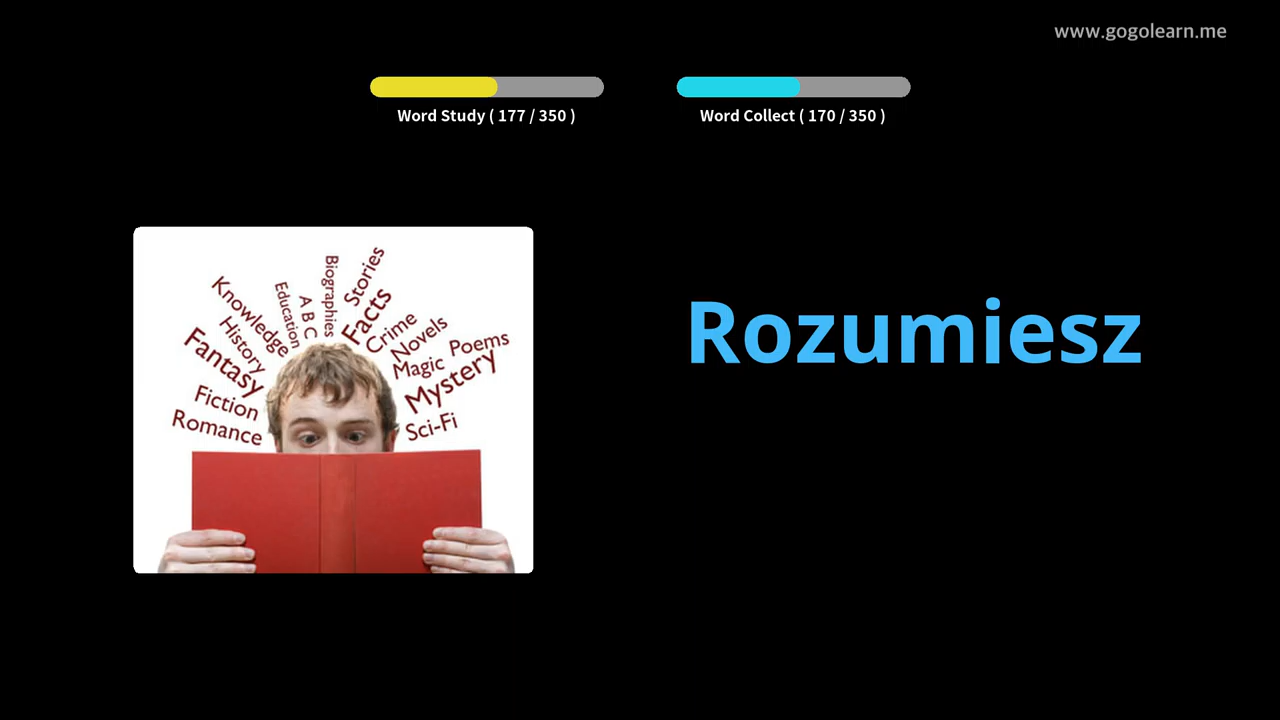 www.gogolearn.me
Word Study ( 177 / 350 )
Word Collect ( 170 / 350 )
Rozumiesz
Knowledge
Education
A B C
Biographies
Stories
Facts
Crime
Novels
Poems
Magic
Mystery
Sci-Fi
History
Fantasy
Fiction
Romance